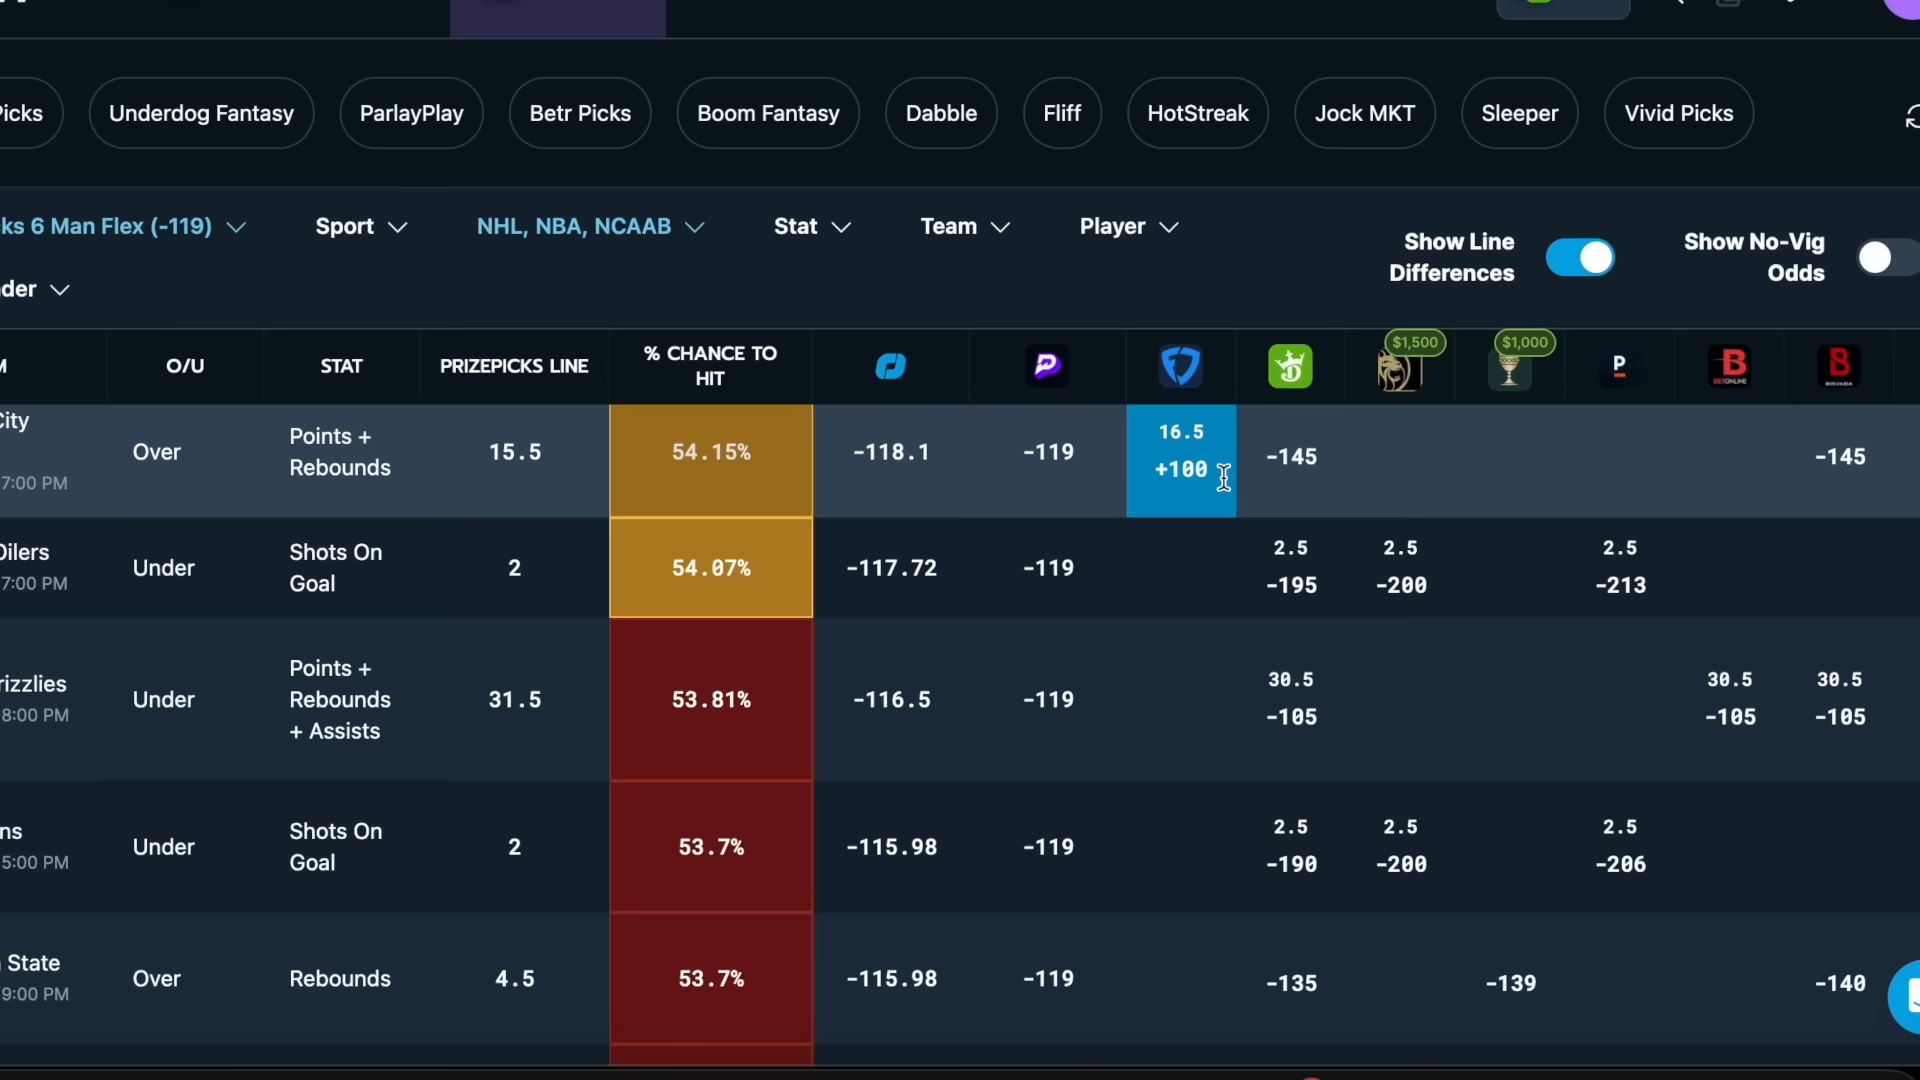 Picks Underdog Fantasy ParlayPlay Betr Picks Boom Fantasy Dabble Fliff HotStreak Jock MKT Sleeper Vivid Picks
ks 6 Man Flex (-119) Sport NHL, NBA, NCAAB Stat Team Player
Show Line Differences
Show No-Vig Odds
der
M O/U STAT PRIZEPICKS LINE % CHANCE TO HIT $1,500 $1,000 P B BETONLINE B BOVADA
City
7:00 PM
Over
Points + Rebounds
15.5 54.15% -118.1 -119
16.5
+100
-145 -145
Oilers
7:00 PM
Under
Shots On Goal
2 54.07% -117.72 -119
2.5 2.5 2.5
-195 -200 -213
rizzlies
8:00 PM
Under
Points + Rebounds + Assists
31.5 53.81% -116.5 -119
30.5 30.5 30.5
-105 -105 -105
ns
5:00 PM
Under
Shots On Goal
2 53.7% -115.98 -119
2.5 2.5 2.5
-190 -200 -206
State
9:00 PM
Over
Rebounds
4.5 53.7% -115.98 -119
-135 -139 -140